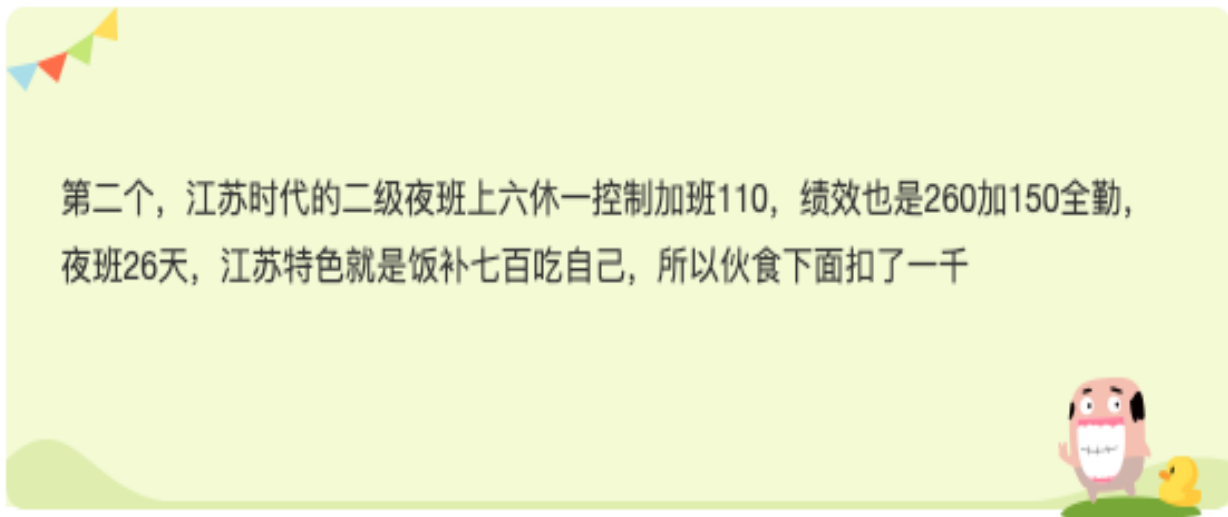 第二个，江苏时代的二级夜班上六休一控制加班110，绩效也是260加150全勤，
夜班26天，江苏特色就是饭补七百吃自己，所以伙食下面扣了一千